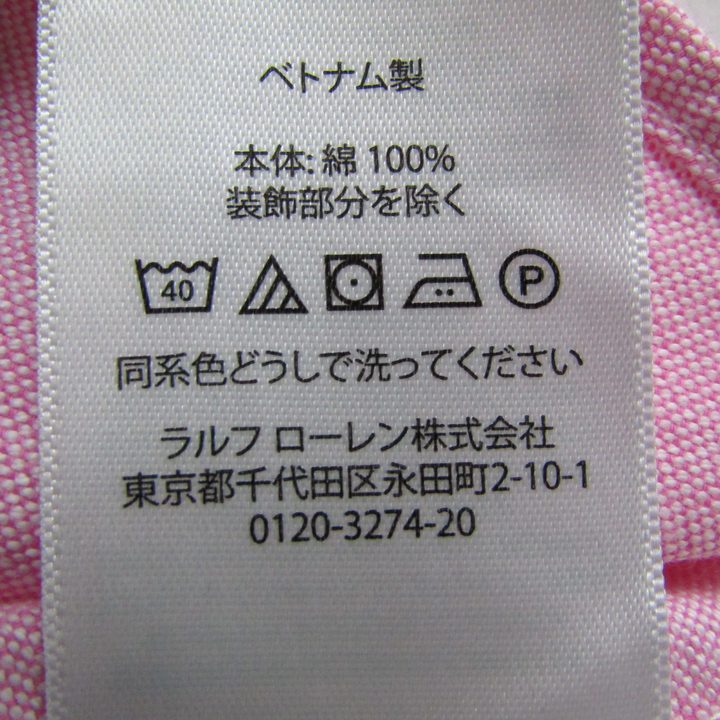 ベトナム製
本体: 綿 100%
装飾部分を除く
40 P
同系色どうしで洗ってください
ラルフ ローレン株式会社
東京都千代田区永田町2-10-1
0120-3274-20